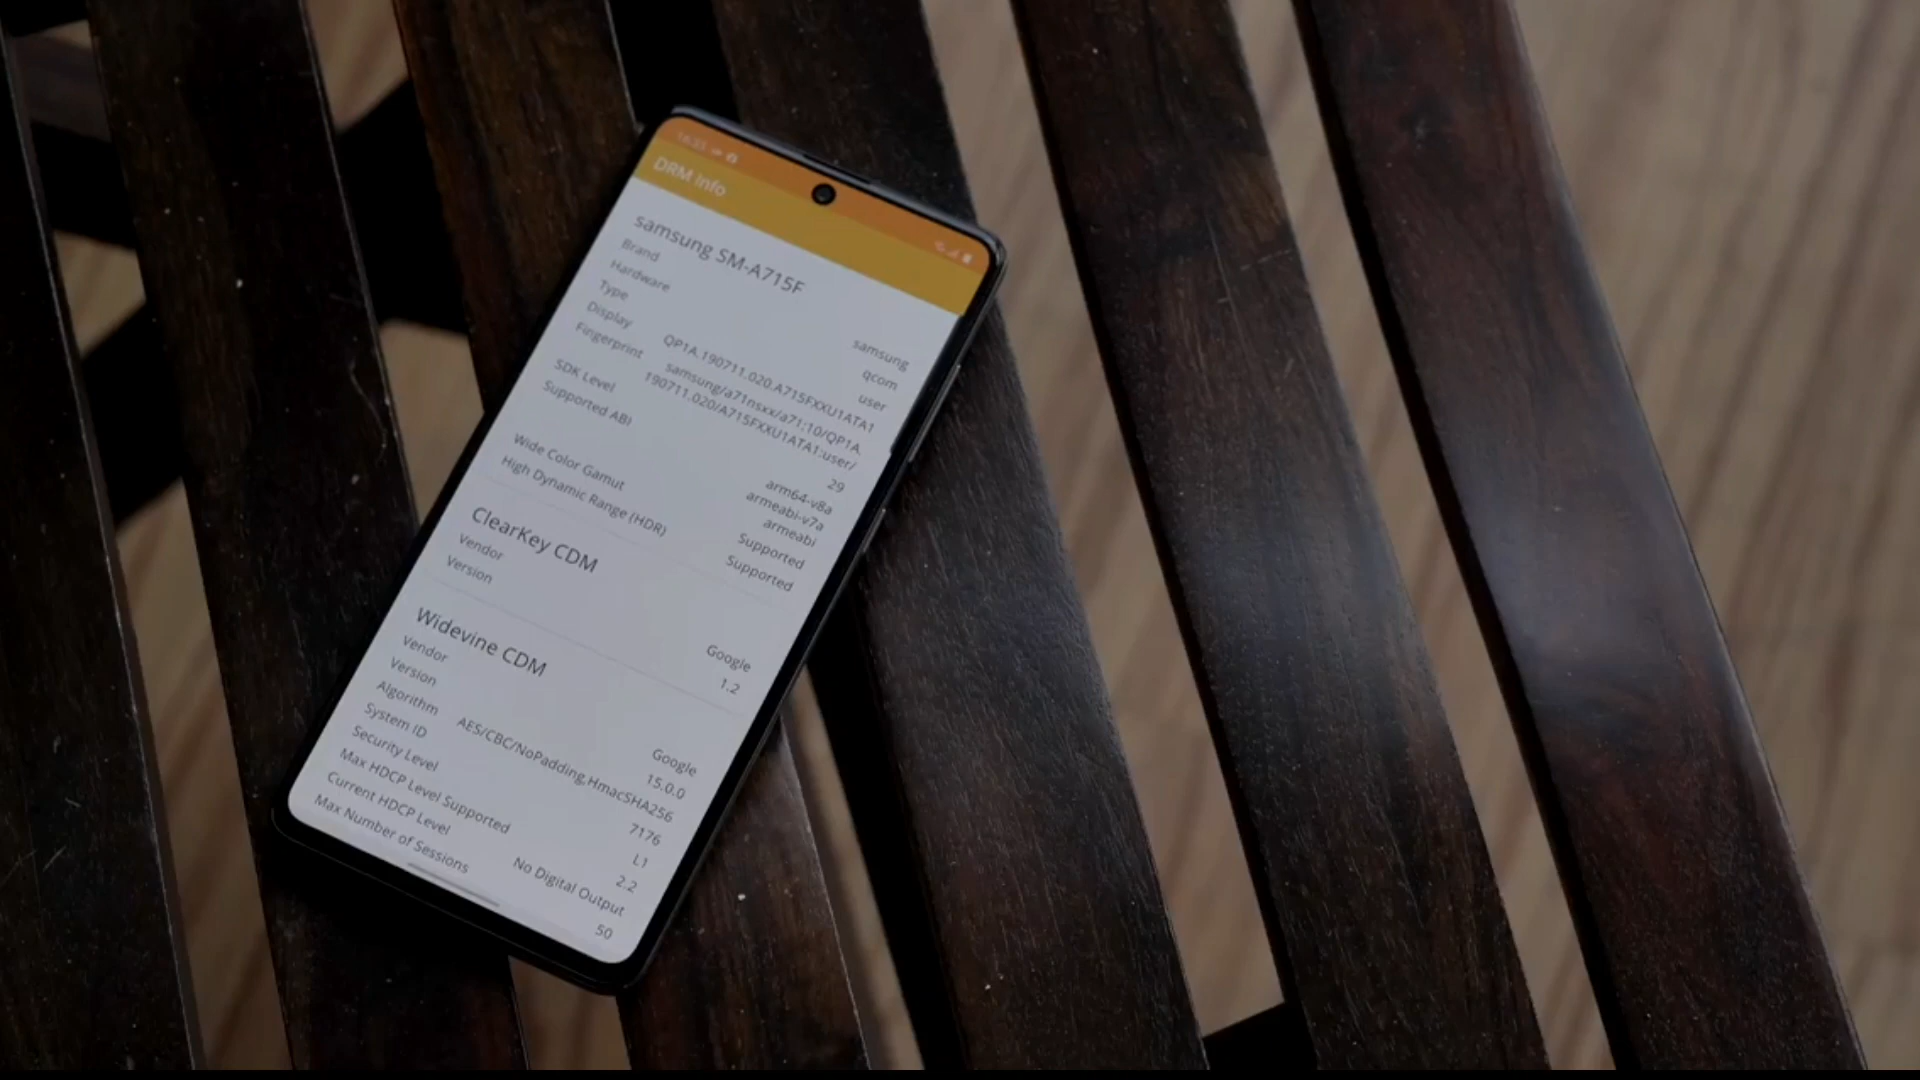 DRM Info
samsung SM-A715F
Brand samsung
Hardware qcom
Type user
Display QP1A.190711.020.A715FXXU1ATA1
Fingerprint samsung/a71nsxx/a71:10/QP1A.
190711.020/A715FXXU1ATA1:user/
SDK Level 29
Supported ABI arm64-v8a
armeabi-v7a
armeabi
Wide Color Gamut Supported
High Dynamic Range (HDR) Supported
ClearKey CDM
Vendor Google
Version 1.2
Widevine CDM
Vendor Google
Version 15.0.0
Algorithm AES/CBC/NoPadding,HmacSHA256
System ID 7176
Security Level L1
Max HDCP Level Supported 2.2
Current HDCP Level No Digital Output
Max Number of Sessions 50